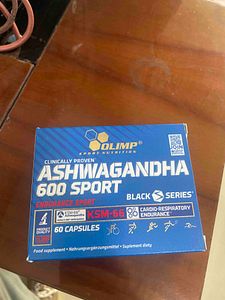 OLIMP
SPORT NUTRITION
CLINICALLY PROVEN
ASHWAGANDHA
600 SPORT
ENDURANCE SPORT
BLACK SERIES
KSM-66
CARDIO-RESPIRATORY
ENDURANCE
60 CAPSULES
Food supplement • Nahrungsergänzungsmittel • Suplement diety